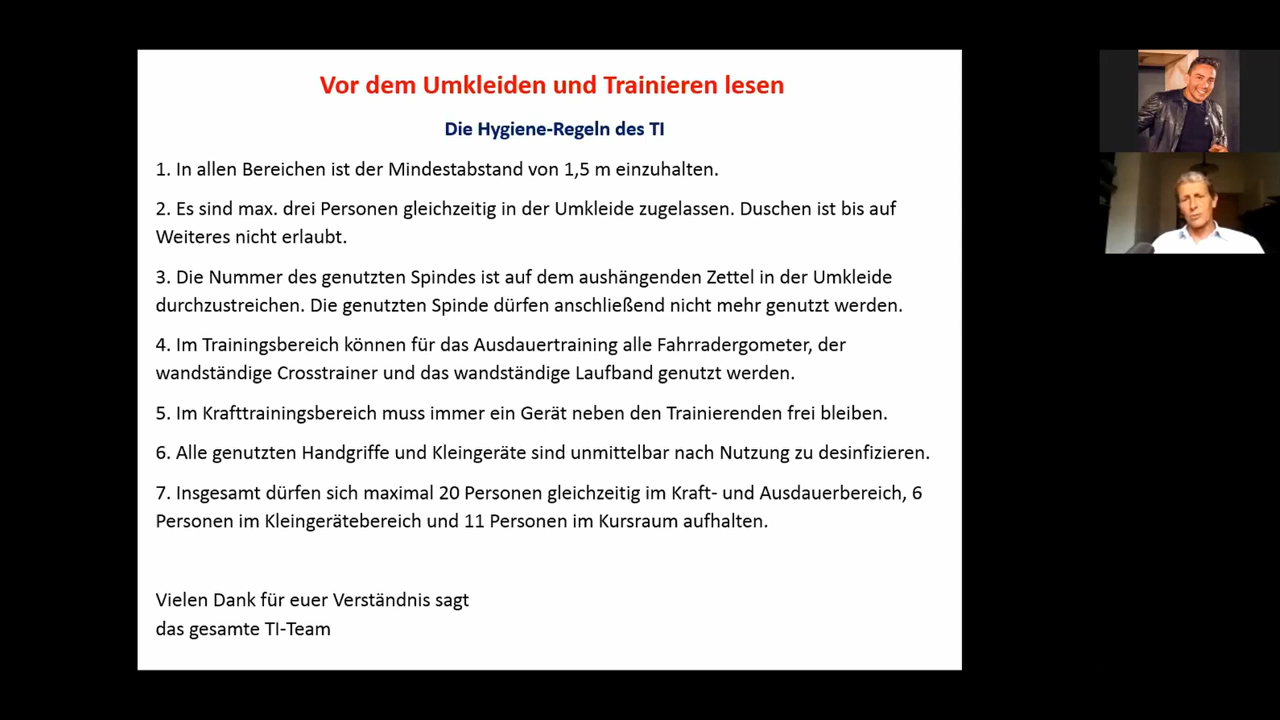 Vor dem Umkleiden und Trainieren lesen
Die Hygiene-Regeln des TI
1. In allen Bereichen ist der Mindestabstand von 1,5 m einzuhalten.
2. Es sind max. drei Personen gleichzeitig in der Umkleide zugelassen. Duschen ist bis auf
Weiteres nicht erlaubt.
3. Die Nummer des genutzten Spindes ist auf dem aushängenden Zettel in der Umkleide
durchzustreichen. Die genutzten Spinde dürfen anschließend nicht mehr genutzt werden.
4. Im Trainingsbereich können für das Ausdauertraining alle Fahrradergometer, der
wandständige Crosstrainer und das wandständige Laufband genutzt werden.
5. Im Krafttrainingsbereich muss immer ein Gerät neben den Trainierenden frei bleiben.
6. Alle genutzten Handgriffe und Kleingeräte sind unmittelbar nach Nutzung zu desinfizieren.
7. Insgesamt dürfen sich maximal 20 Personen gleichzeitig im Kraft- und Ausdauerbereich, 6
Personen im Kleingerätebereich und 11 Personen im Kursraum aufhalten.
Vielen Dank für euer Verständnis sagt
das gesamte TI-Team